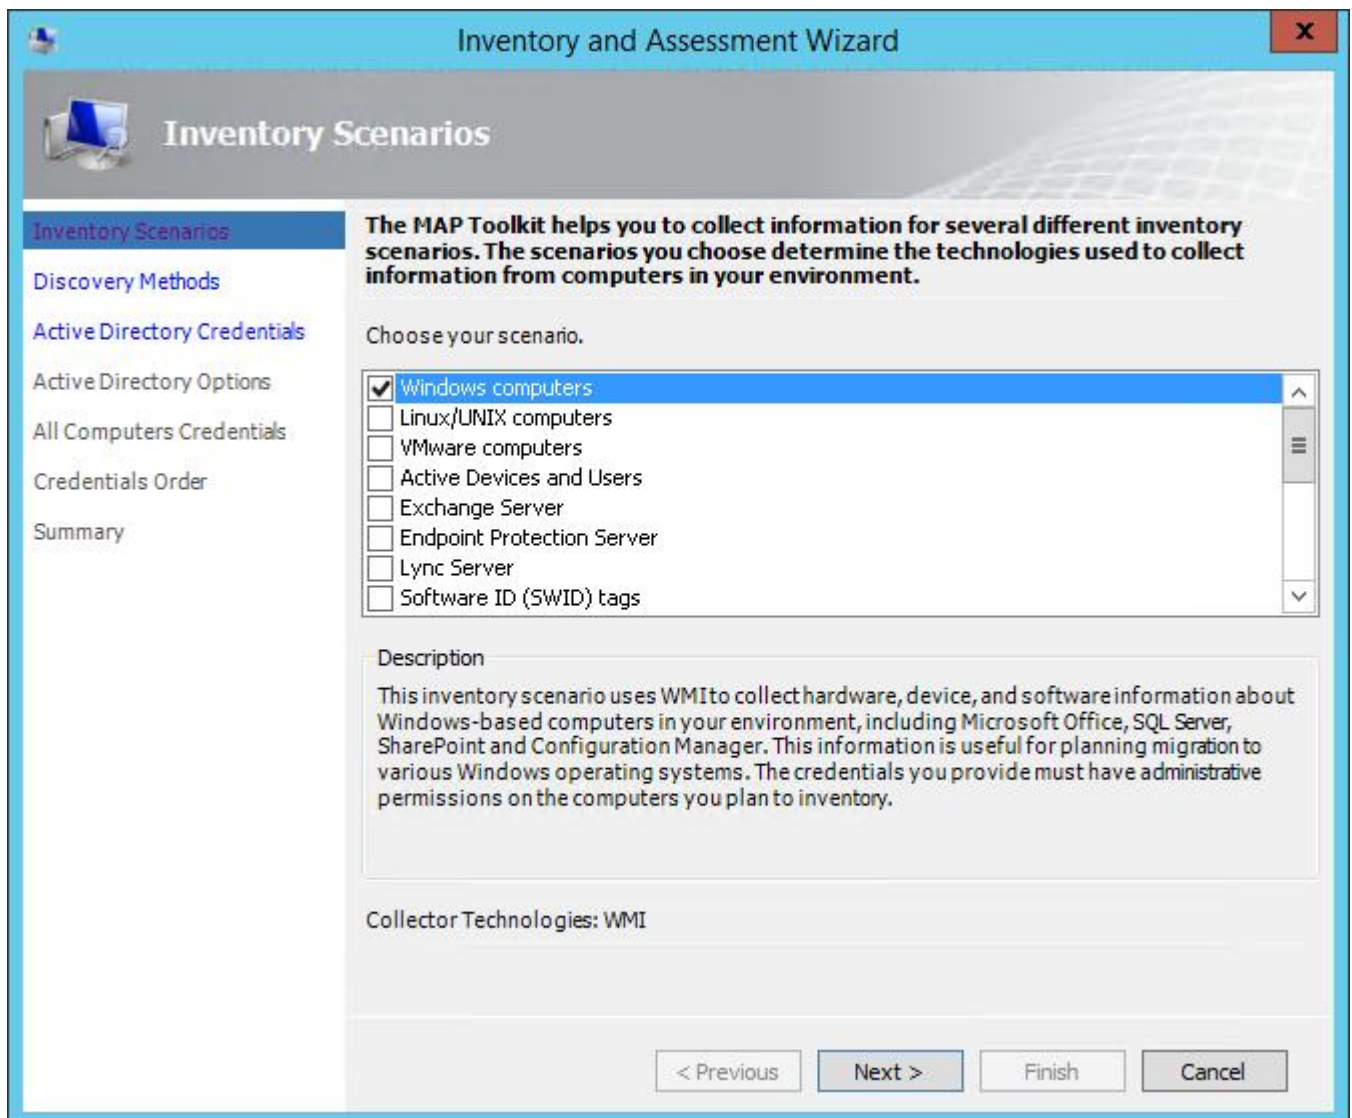 Inventory and Assessment Wizard
x
Inventory Scenarios
Inventory Scenarios
Discovery Methods
Active Directory Credentials
Active Directory Options
All Computers Credentials
Credentials Order
Summary
The MAP Toolkit helps you to collect information for several different inventory
scenarios. The scenarios you choose determine the technologies used to collect
information from computers in your environment.
Choose your scenario.
Windows computers
Linux/UNIX computers
VMware computers
Active Devices and Users
Exchange Server
Endpoint Protection Server
Lync Server
Software ID (SWID) tags
Description
This inventory scenario uses WMI to collect hardware, device, and software information about
Windows-based computers in your environment, including Microsoft Office, SQL Server,
SharePoint and Configuration Manager. This information is useful for planning migration to
various Windows operating systems. The credentials you provide must have administrative
permissions on the computers you plan to inventory.
Collector Technologies: WMI
< Previous
Next >
Finish
Cancel